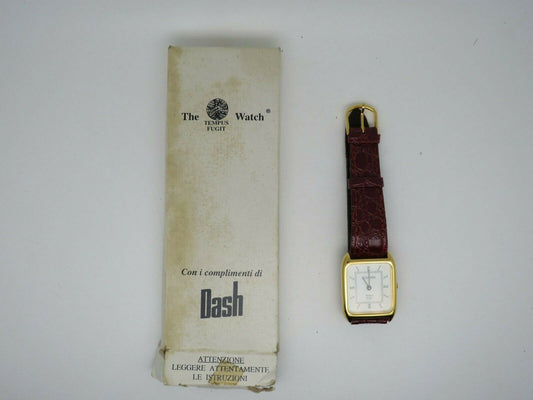 The Watch®
TEMPUS
FUGIT
Con i complimenti di
Dash
ATTENZIONE
LEGGERE ATTENTAMENTE
LE ISTRUZIONI